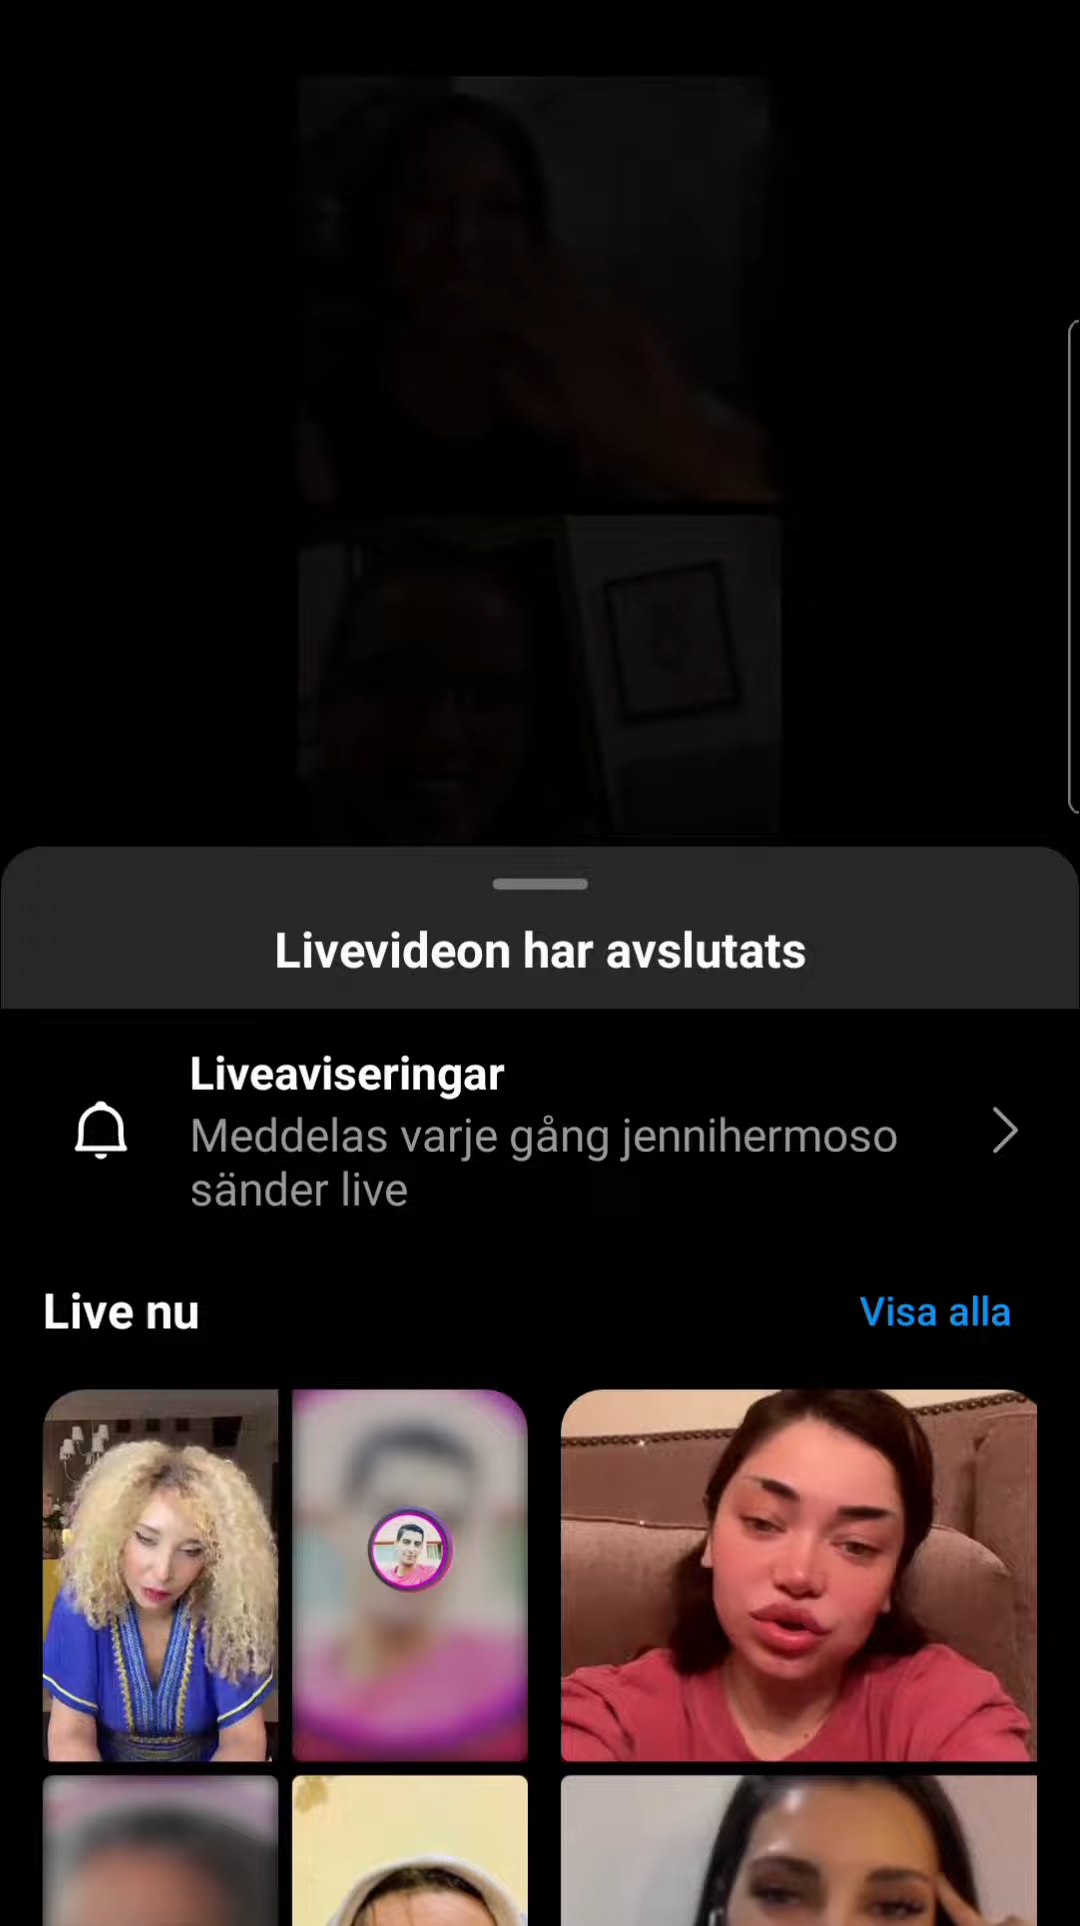 Livevideon har avslutats
Liveaviseringar
Meddelas varje gång jennihermoso
sänder live
Live nu
Visa alla